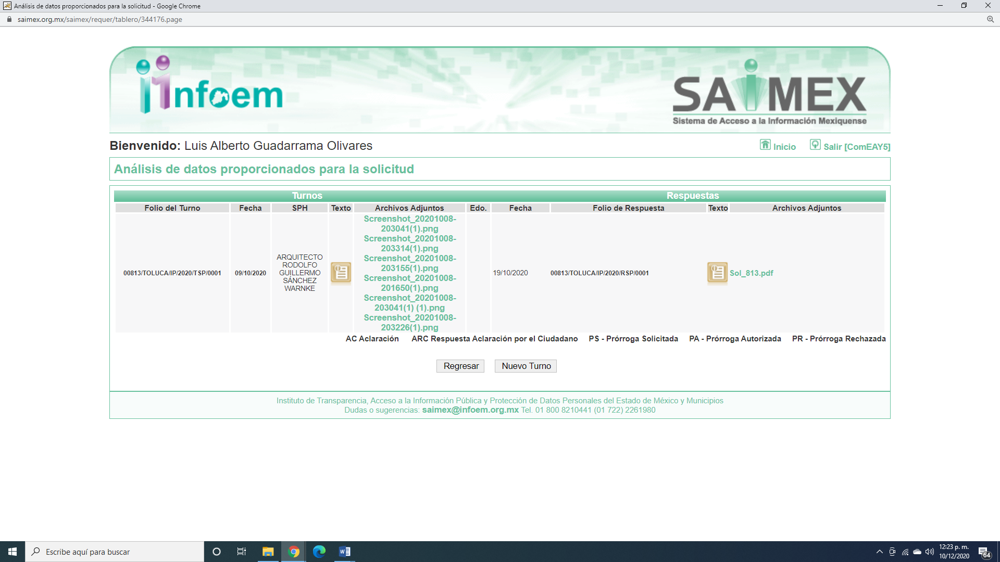 Análisis de datos proporcionados para la solicitud - Google Chrome
saimex.org.mx/saimex/requer/tablero/344176.page
infoem
SAIMEX
Sistema de Acceso a la Información Mexiquense
Bienvenido: Luis Alberto Guadarrama Olivares
Inicio
Salir [ComEAY5]
Análisis de datos proporcionados para la solicitud
Turnos
Respuestas
Folio del Turno
Fecha
SPH
Texto
Archivos Adjuntos
Edo.
Fecha
Folio de Respuesta
Texto
Archivos Adjuntos
00813/TOLUCA/IP/2020/TSP/0001
09/10/2020
ARQUITECTO
RODOLFO
GUILLERMO
SÁNCHEZ
WARNKE
Screenshot_20201008-
203041(1).png
Screenshot_20201008-
203314(1).png
Screenshot_20201008-
203155(1).png
Screenshot_20201008-
201650(1).png
Screenshot_20201008-
203041(1) (1).png
Screenshot_20201008-
203226(1).png
19/10/2020
00813/TOLUCA/IP/2020/RSP/0001
Sol_813.pdf
AC Aclaración
ARC Respuesta Aclaración por el Ciudadano
PS - Prórroga Solicitada
PA - Prórroga Autorizada
PR - Prórroga Rechazada
Regresar
Nuevo Turno
Instituto de Transparencia, Acceso a la Información Pública y Protección de Datos Personales del Estado de México y Municipios
Dudas o sugerencias: saimex@infoem.org.mx Tel. 01 800 8210441 (01 722) 2261980
Escribe aquí para buscar
12:23 p. m.
10/12/2020
64